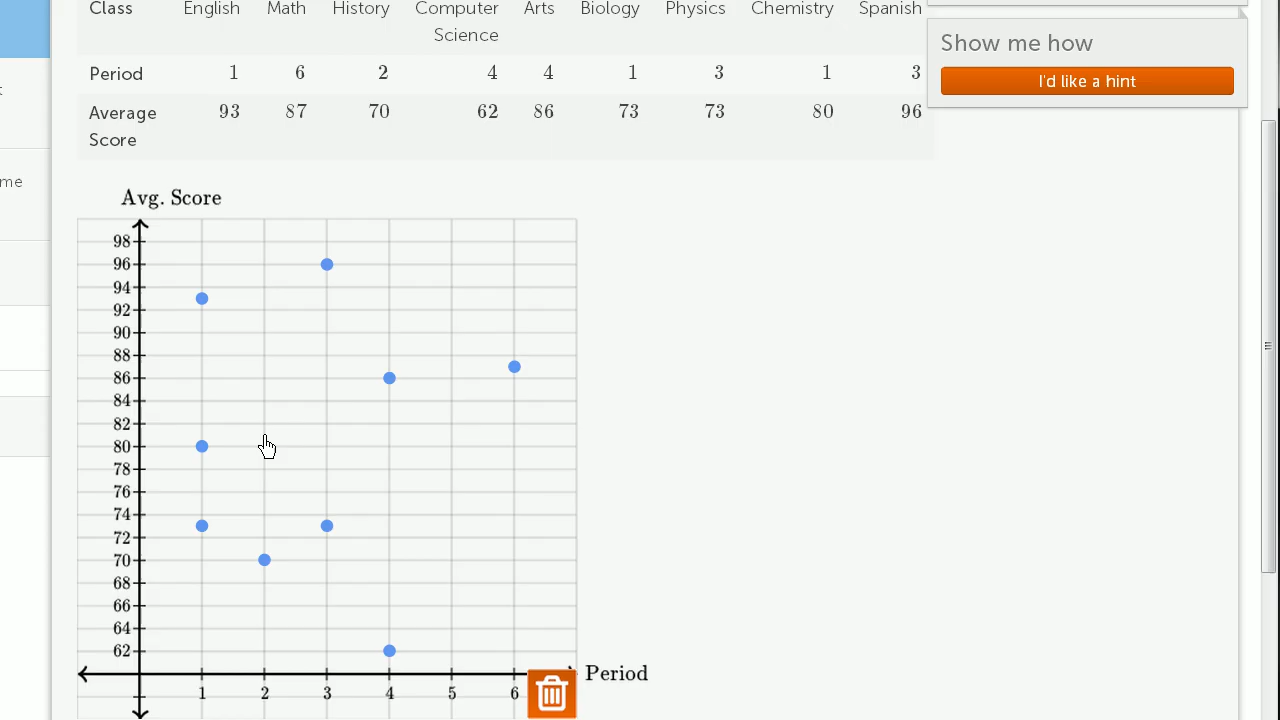 Class English Math History Computer Science Arts Biology Physics Chemistry Spanish
Period 1 6 2 4 4 1 3 1 3
Average Score 93 87 70 62 86 73 73 80 96
Show me how
I'd like a hint
t
me
Avg. Score
98
96
94
92
90
88
86
84
82
80
78
76
74
72
70
68
66
64
62
1 2 3 4 5 6
Period